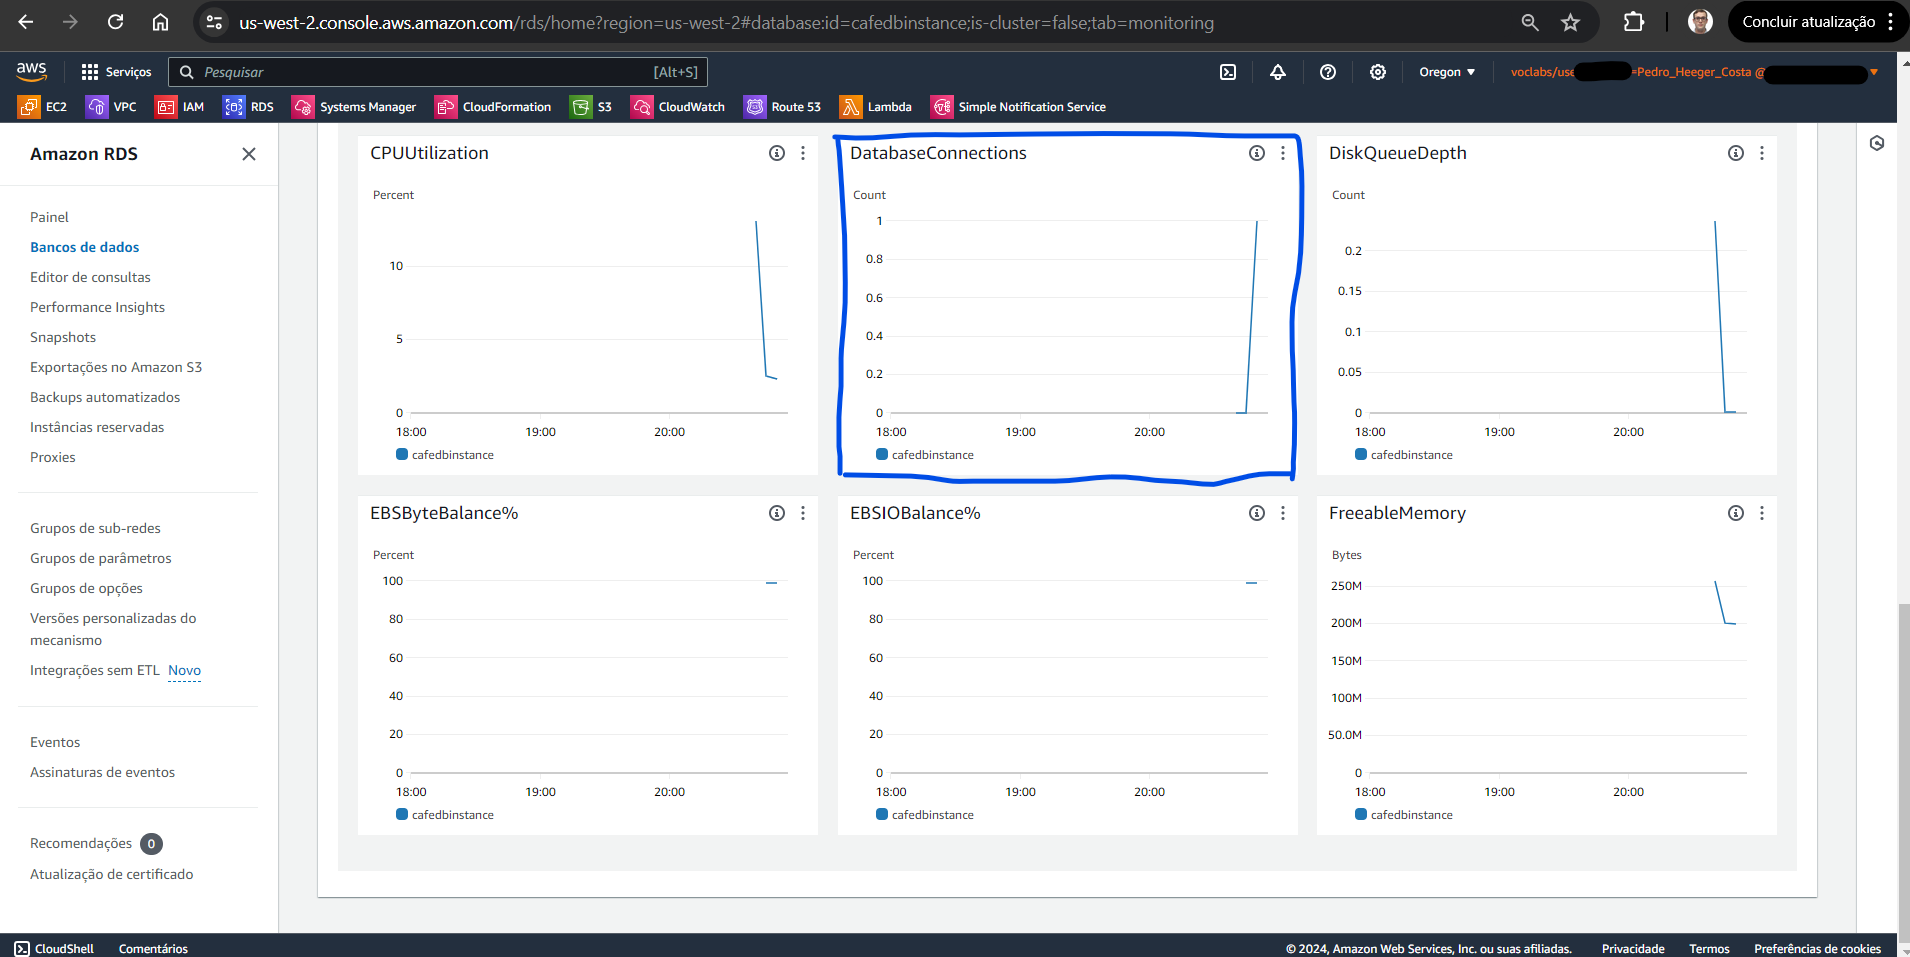 us-west-2.console.aws.amazon.com/rds/home?region=us-west-2#database:id=cafedbinstance;is-cluster=false;tab=monitoring
Concluir atualização
aws
Serviços
Pesquisar
[Alt+S]
Oregon
voclabs/use
=Pedro_Heeger_Costa @
EC2
VPC
IAM
RDS
Systems Manager
CloudFormation
S3
CloudWatch
Route 53
Lambda
Simple Notification Service
Amazon RDS
Painel
Bancos de dados
Editor de consultas
Performance Insights
Snapshots
Exportações no Amazon S3
Backups automatizados
Instâncias reservadas
Proxies
Grupos de sub-redes
Grupos de parâmetros
Grupos de opções
Versões personalizadas do
mecanismo
Integrações sem ETL Novo
Eventos
Assinaturas de eventos
Recomendações 0
Atualização de certificado
CPUUtilization
Percent
10
5
0
18:00 19:00 20:00
cafedbinstance
DatabaseConnections
Count
1
0.8
0.6
0.4
0.2
0
18:00 19:00 20:00
cafedbinstance
DiskQueueDepth
Count
0.2
0.15
0.1
0.05
0
18:00 19:00 20:00
cafedbinstance
EBSByteBalance%
Percent
100
80
60
40
20
0
18:00 19:00 20:00
cafedbinstance
EBSIOBalance%
Percent
100
80
60
40
20
0
18:00 19:00 20:00
cafedbinstance
FreeableMemory
Bytes
250M
200M
150M
100M
50.0M
0
18:00 19:00 20:00
cafedbinstance
CloudShell
Comentários
© 2024, Amazon Web Services, Inc. ou suas afiliadas.
Privacidade
Termos
Preferências de cookies